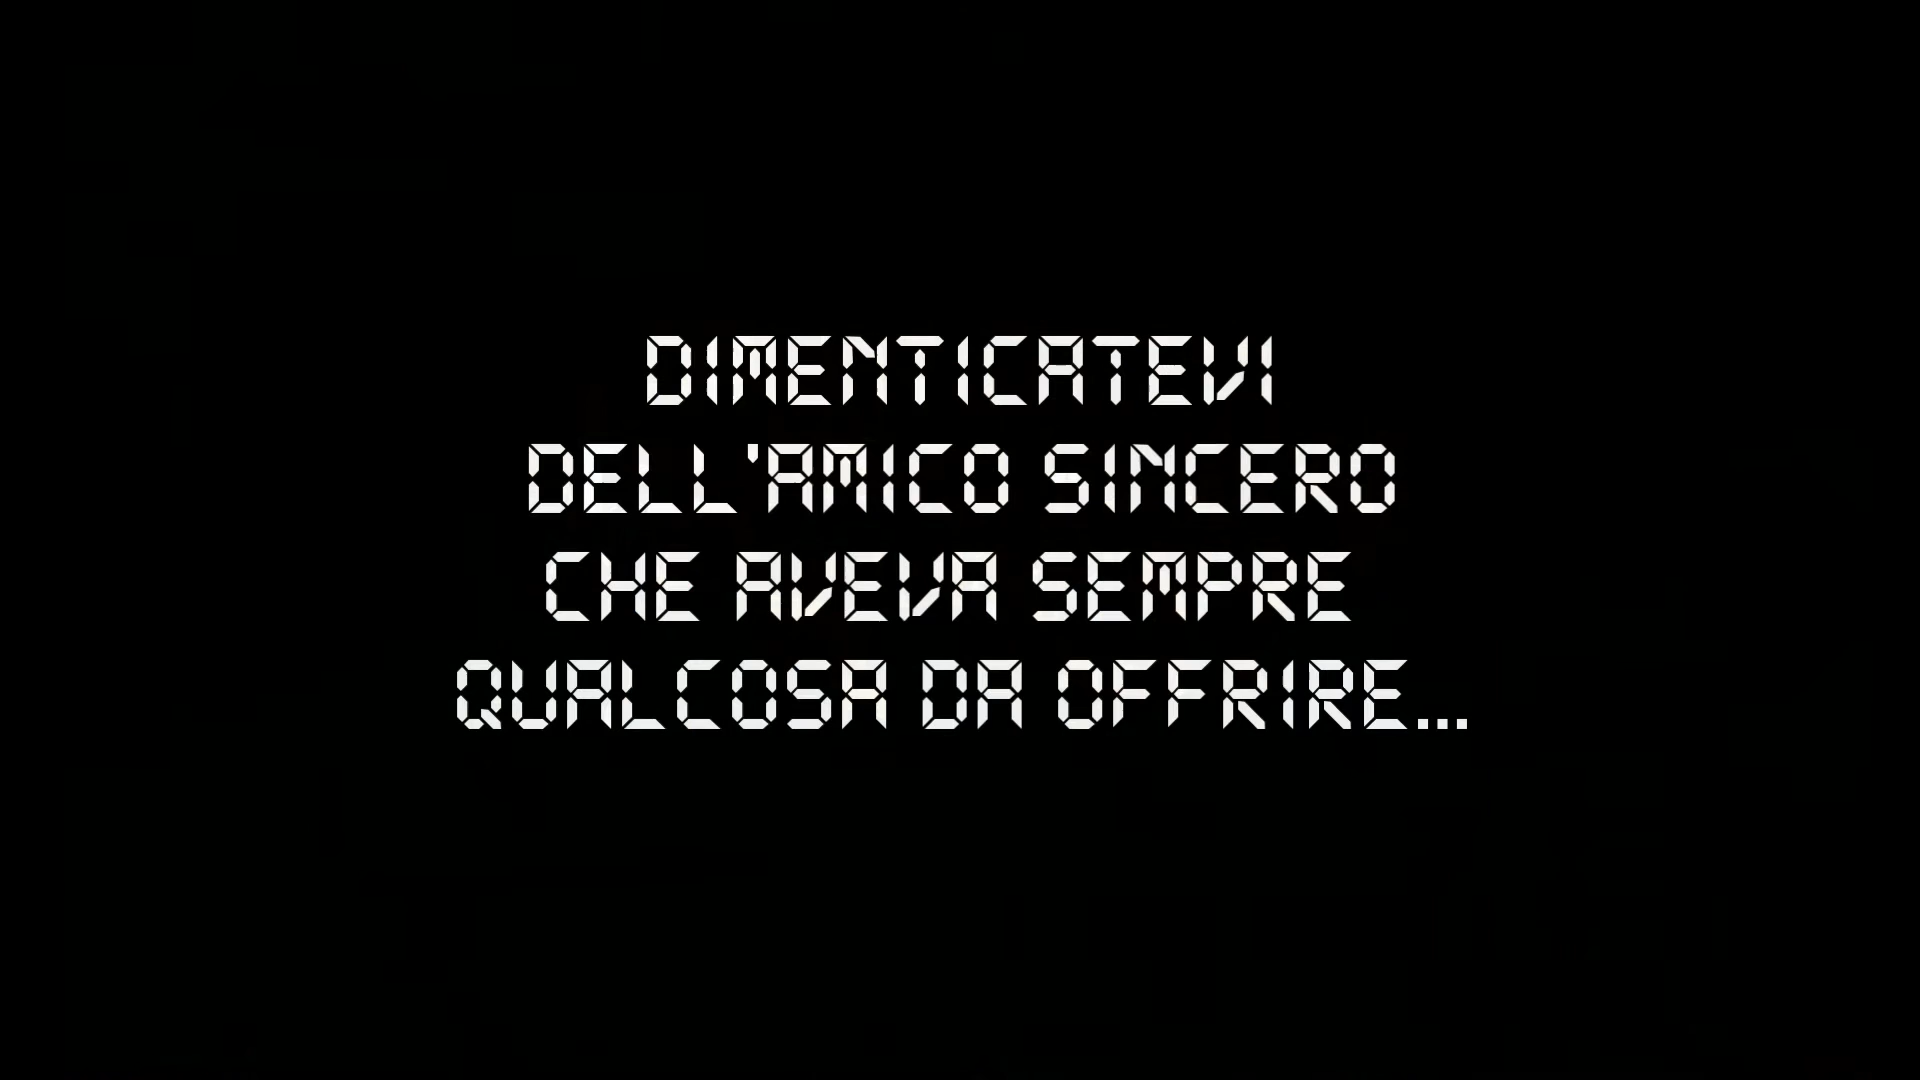 DIMENTICATEVI
DELL'AMICO SINCERO
CHE AVEVA SEMPRE
QUALCOSA DA OFFRIRE...